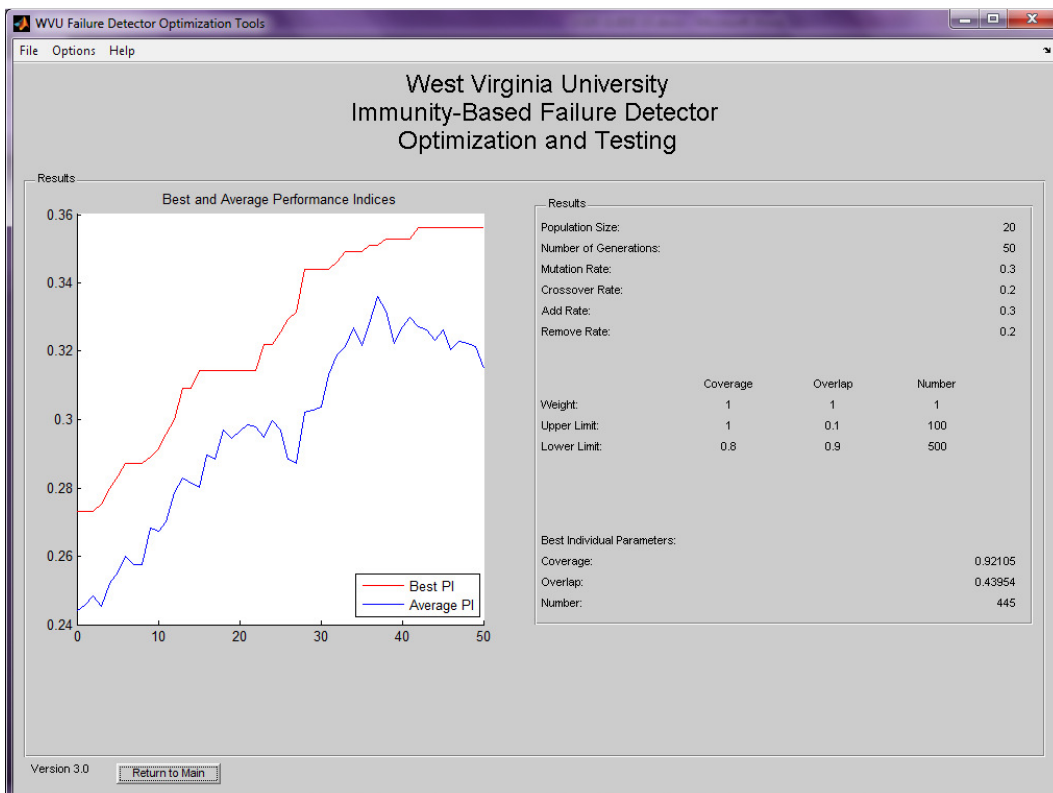 WVU Failure Detector Optimization Tools
File Options Help
West Virginia University
Immunity-Based Failure Detector
Optimization and Testing
Results
Best and Average Performance Indices
0.36
0.34
0.32
0.3
0.28
0.26
0.24
0 10 20 30 40 50
Best PI
Average PI
Results
Population Size: 20
Number of Generations: 50
Mutation Rate: 0.3
Crossover Rate: 0.2
Add Rate: 0.3
Remove Rate: 0.2
Coverage Overlap Number
Weight: 1 1 1
Upper Limit: 1 0.1 100
Lower Limit: 0.8 0.9 500
Best Individual Parameters:
Coverage: 0.92105
Overlap: 0.43954
Number: 445
Version 3.0
Return to Main